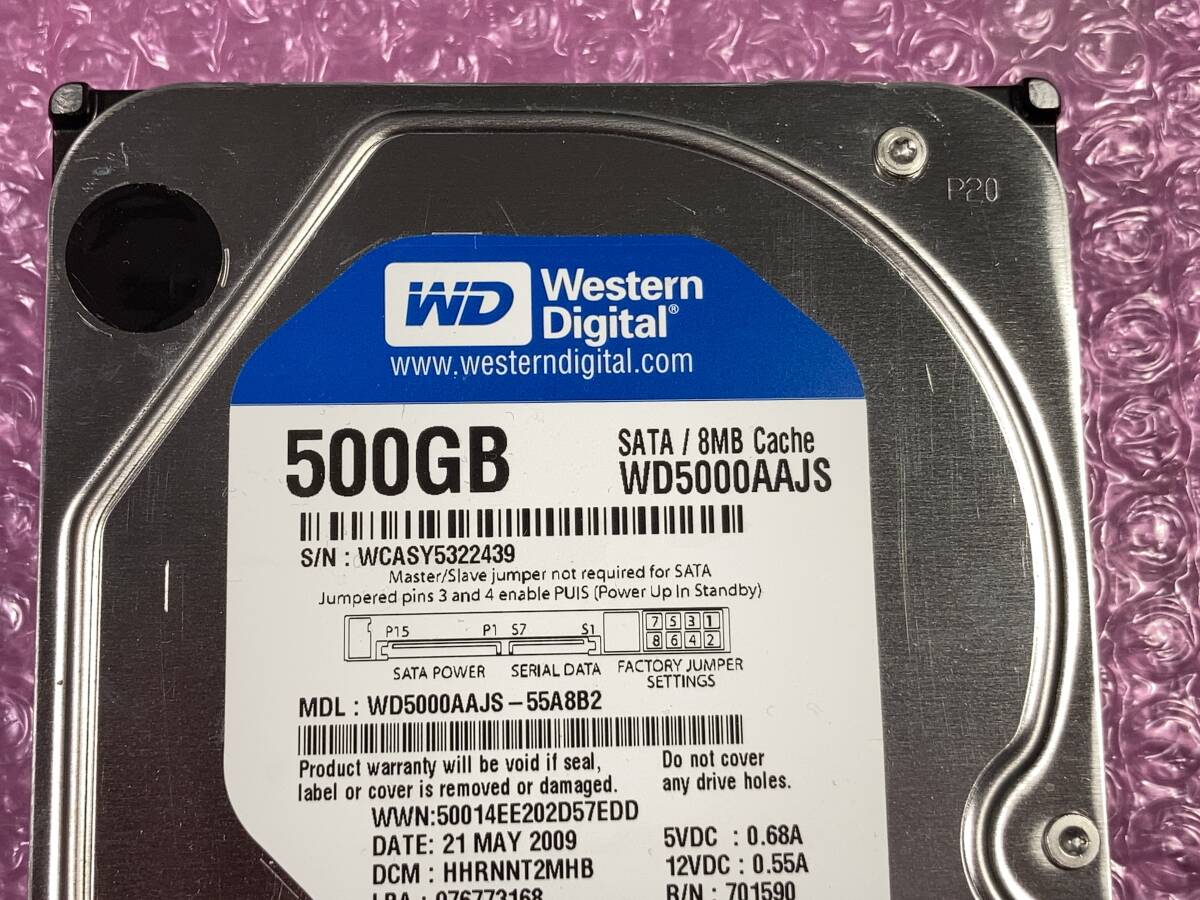 P20
WD Western Digital®
www.westerndigital.com
500GB
SATA / 8MB Cache
WD5000AAJS
S/N : WCASY5322439
Master/Slave jumper not required for SATA
Jumpered pins 3 and 4 enable PUIS (Power Up In Standby)
P15 P1 S7 S1
7 5 3 1
8 6 4 2
SATA POWER SERIAL DATA FACTORY JUMPER SETTINGS
MDL : WD5000AAJS – 55A8B2
Product warranty will be void if seal,
label or cover is removed or damaged.
Do not cover
any drive holes.
WWN:50014EE202D57EDD
DATE: 21 MAY 2009
5VDC : 0.68A
DCM : HHRNNT2MHB
12VDC : 0.55A
LBA : 976773168
R/N : 701590